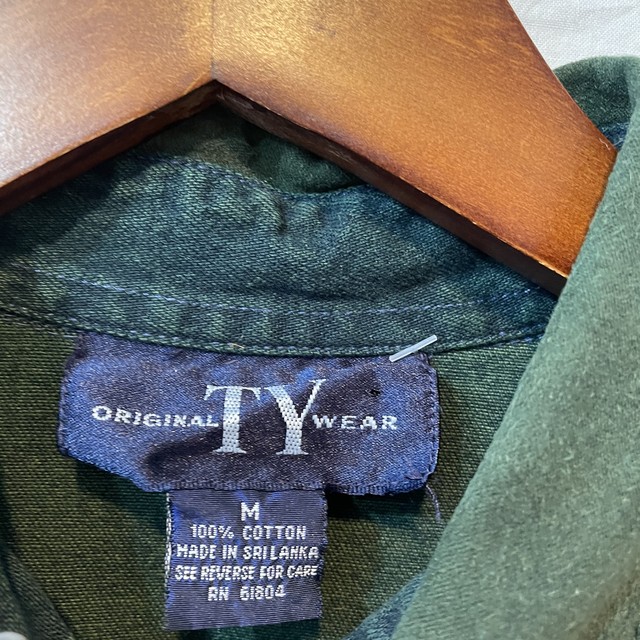 ORIGINAL TY WEAR
M
100% COTTON
MADE IN SRI LANKA
SEE REVERSE FOR CARE
RN 61804